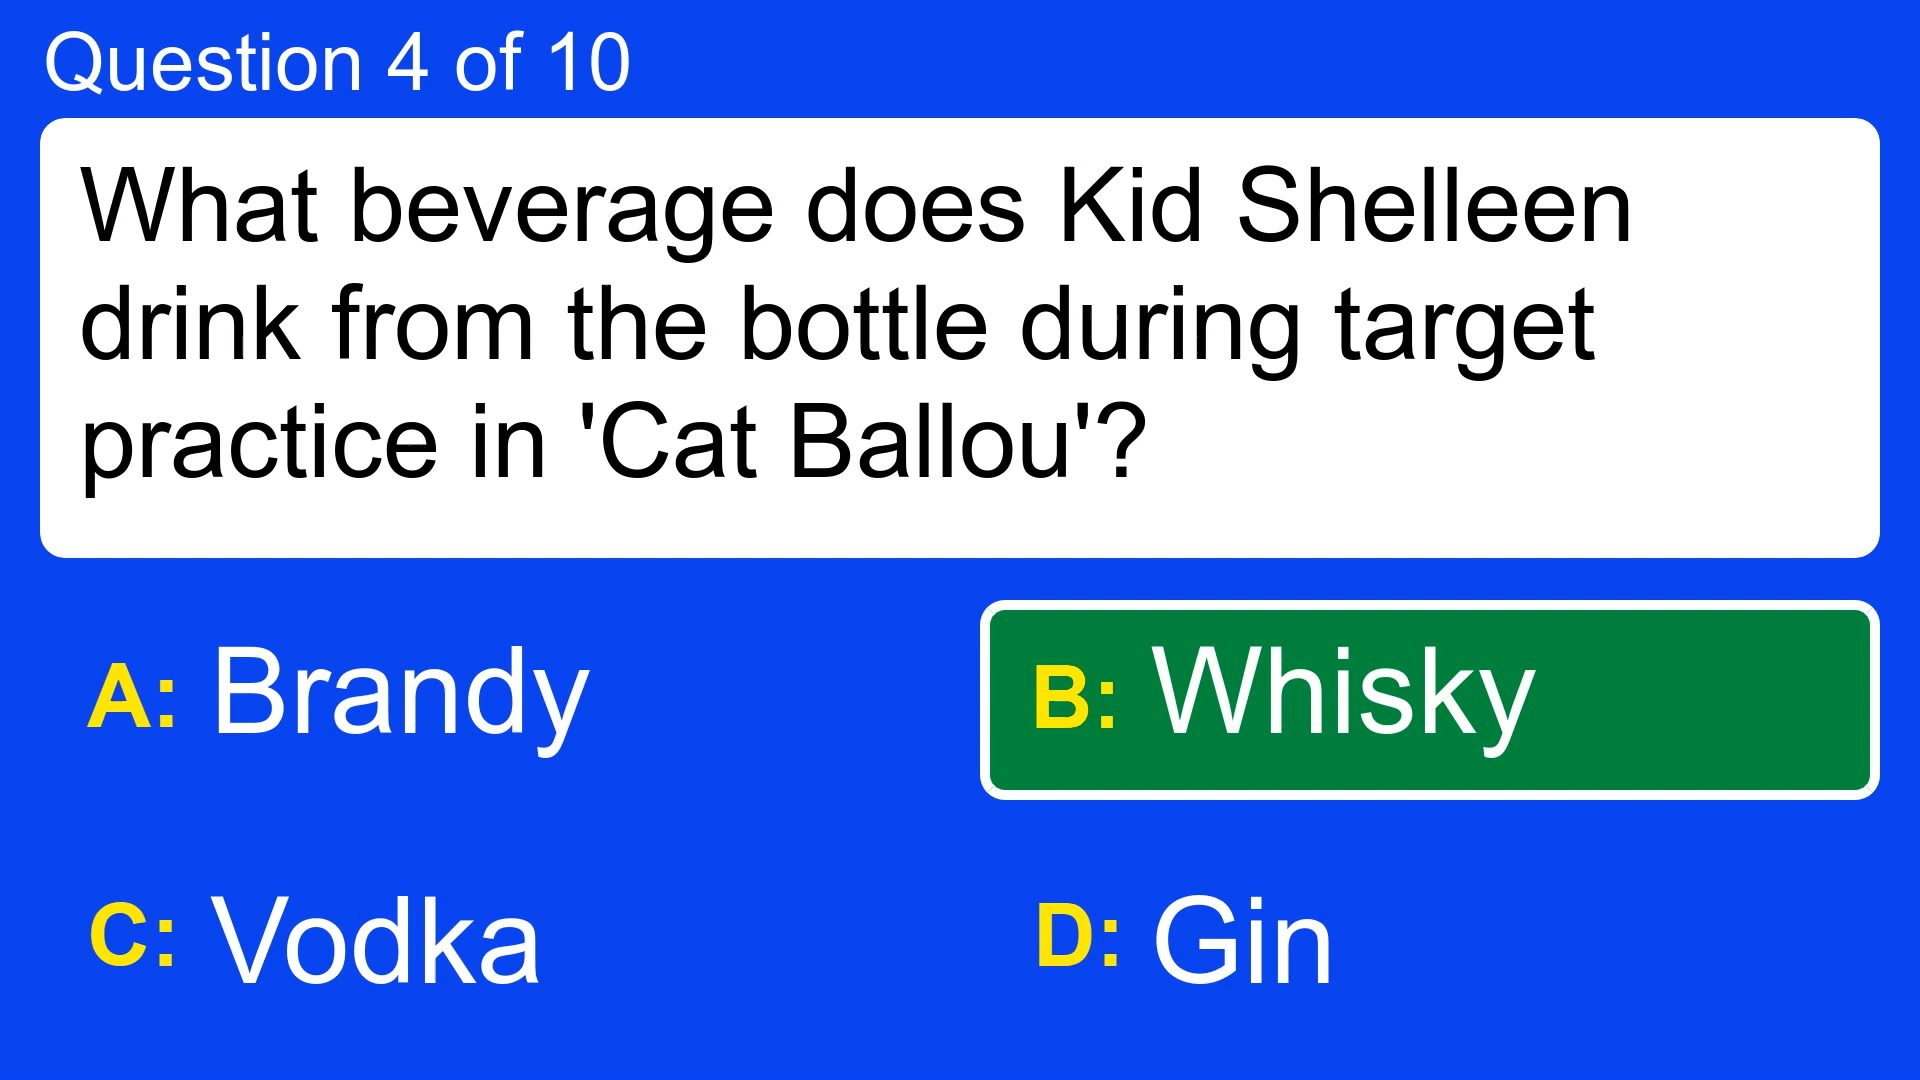 Question 4 of 10
What beverage does Kid Shelleen
drink from the bottle during target
practice in 'Cat Ballou'?
A: Brandy
B: Whisky
C: Vodka
D: Gin